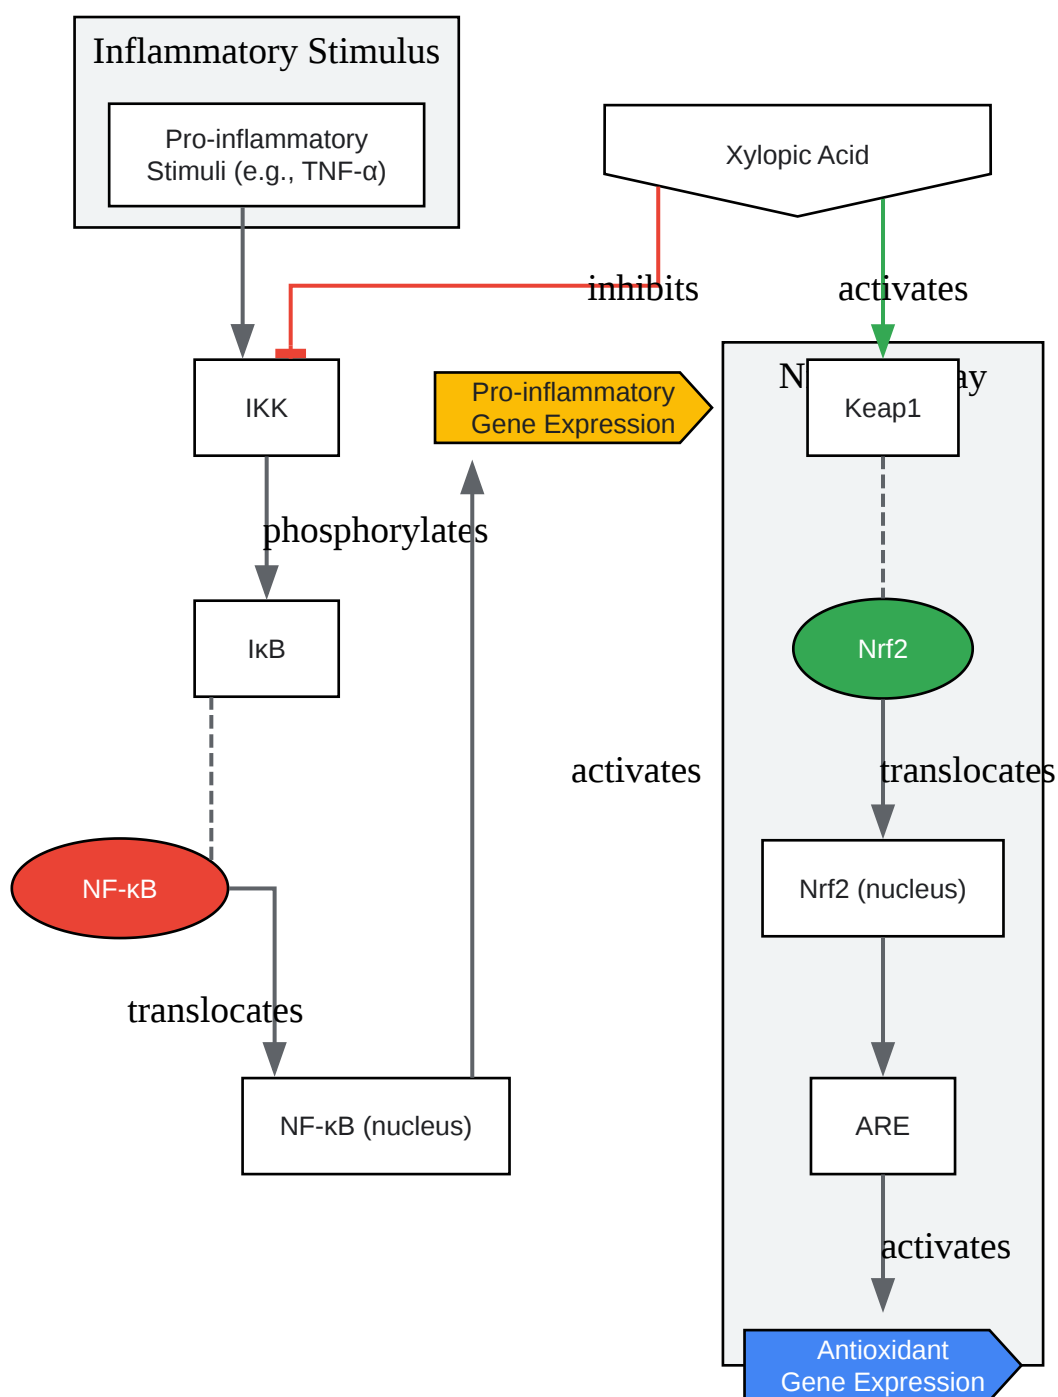 Inflammatory Stimulus
Pro-inflammatory
Stimuli (e.g., TNF-α)
Xylopic Acid
inhibits
activates
IKK
Pro-inflammatory
Gene Expression
Keap1
phosphorylates
IκB
Nrf2
activates
translocates
NF-κB
Nrf2 (nucleus)
translocates
NF-κB (nucleus)
ARE
activates
Antioxidant
Gene Expression